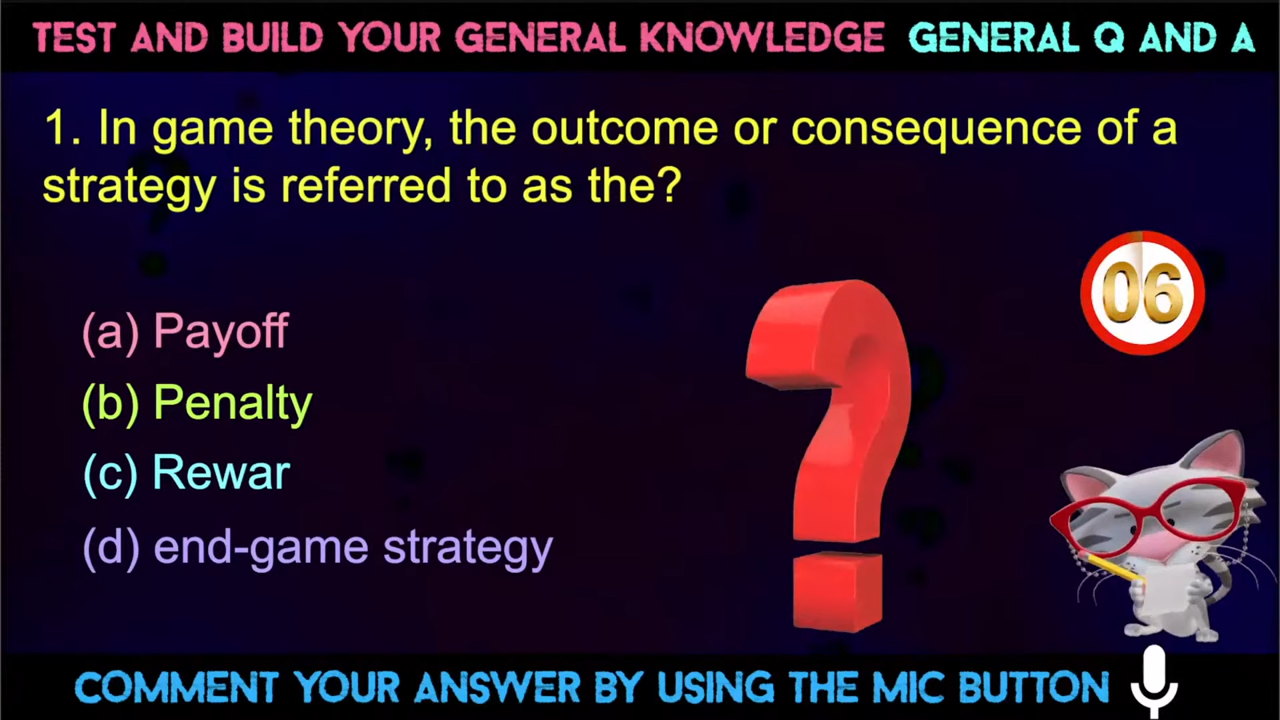 TEST AND BUILD YOUR GENERAL KNOWLEDGE GENERAL Q AND A
1. In game theory, the outcome or consequence of a
strategy is referred to as the?
06
(a) Payoff
(b) Penalty
(c) Rewar
(d) end-game strategy
COMMENT YOUR ANSWER BY USING THE MIC BUTTON